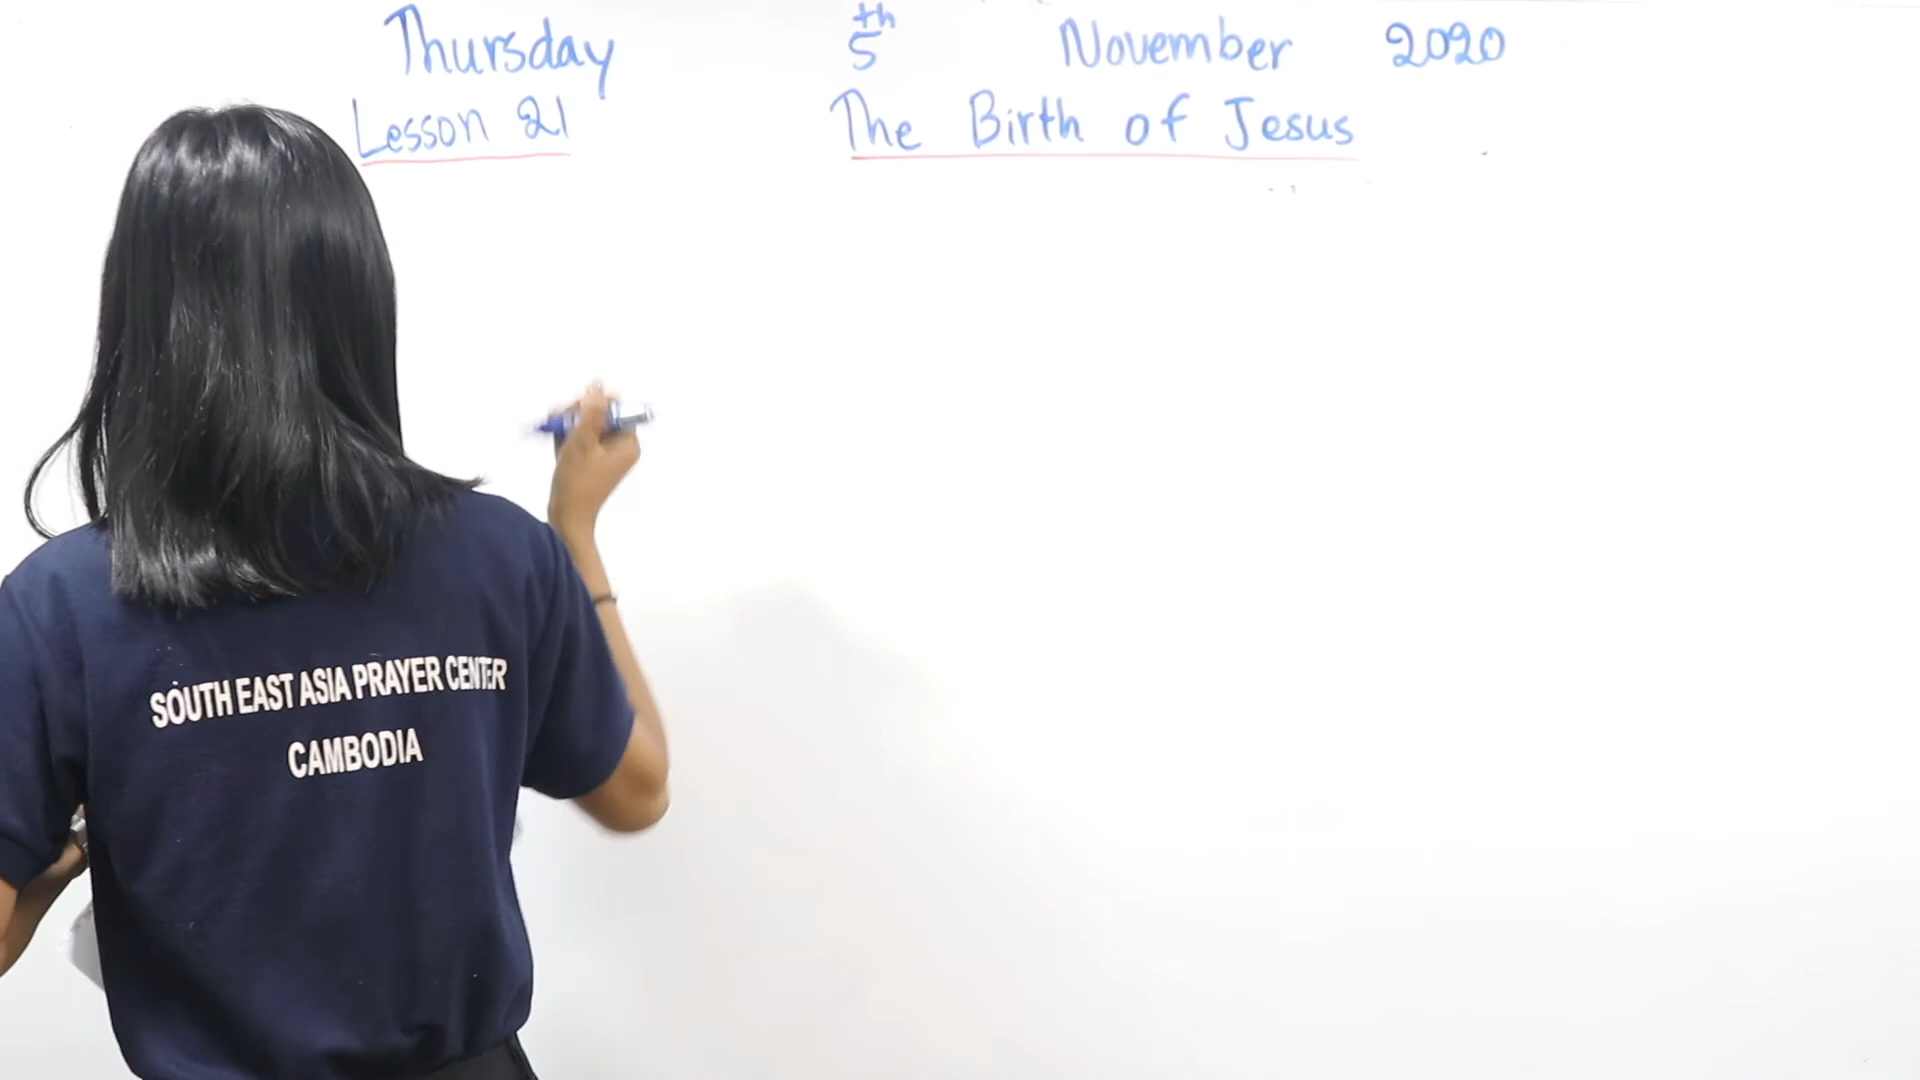 Thursday 5th November 2020
Lesson 21 The Birth of Jesus
SOUTH EAST ASIA PRAYER CENTER
CAMBODIA